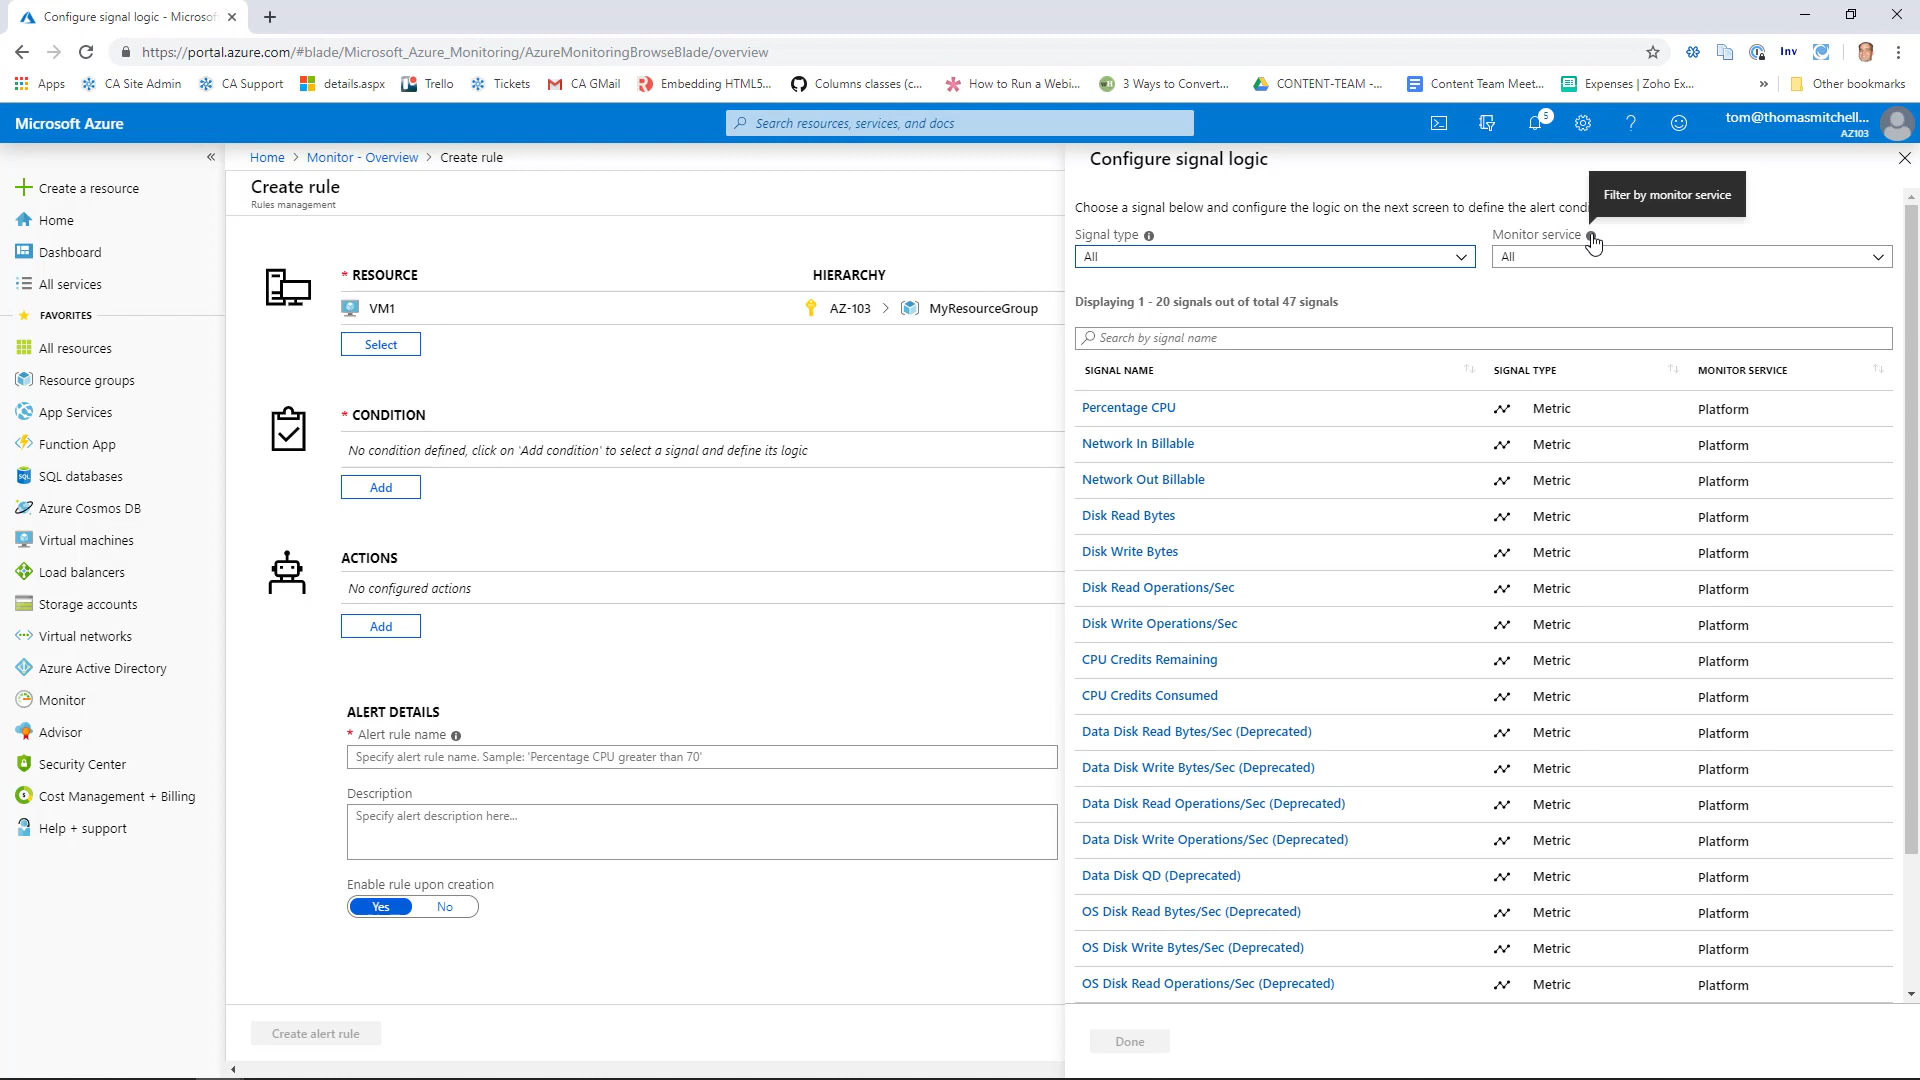 Configure signal logic - Microsof
https://portal.azure.com/#blade/Microsoft_Azure_Monitoring/AzureMonitoringBrowseBlade/overview
Inv
Apps
CA Site Admin
CA Support
details.aspx
Trello
Tickets
CA GMail
Embedding HTML5...
Columns classes (c...
How to Run a Webi...
3 Ways to Convert...
CONTENT-TEAM -...
Content Team Meet...
Expenses | Zoho Ex...
»
Other bookmarks
Microsoft Azure
Search resources, services, and docs
5
tom@thomasmitchell...
AZ103
«
Create a resource
Home
Dashboard
All services
FAVORITES
All resources
Resource groups
App Services
Function App
SQL databases
Azure Cosmos DB
Virtual machines
Load balancers
Storage accounts
Virtual networks
Azure Active Directory
Monitor
Advisor
Security Center
Cost Management + Billing
Help + support
Home > Monitor - Overview > Create rule
Create rule
Rules management
* RESOURCE
HIERARCHY
VM1
AZ-103 > MyResourceGroup
Select
* CONDITION
No condition defined, click on 'Add condition' to select a signal and define its logic
Add
ACTIONS
No configured actions
Add
ALERT DETAILS
* Alert rule name
Specify alert rule name. Sample: 'Percentage CPU greater than 70'
Description
Specify alert description here...
Enable rule upon creation
Yes No
Create alert rule
Configure signal logic
Filter by monitor service
Choose a signal below and configure the logic on the next screen to define the alert condi
Signal type
Monitor service
All
All
Displaying 1 - 20 signals out of total 47 signals
Search by signal name
SIGNAL NAME SIGNAL TYPE MONITOR SERVICE
Percentage CPU Metric Platform
Network In Billable Metric Platform
Network Out Billable Metric Platform
Disk Read Bytes Metric Platform
Disk Write Bytes Metric Platform
Disk Read Operations/Sec Metric Platform
Disk Write Operations/Sec Metric Platform
CPU Credits Remaining Metric Platform
CPU Credits Consumed Metric Platform
Data Disk Read Bytes/Sec (Deprecated) Metric Platform
Data Disk Write Bytes/Sec (Deprecated) Metric Platform
Data Disk Read Operations/Sec (Deprecated) Metric Platform
Data Disk Write Operations/Sec (Deprecated) Metric Platform
Data Disk QD (Deprecated) Metric Platform
OS Disk Read Bytes/Sec (Deprecated) Metric Platform
OS Disk Write Bytes/Sec (Deprecated) Metric Platform
OS Disk Read Operations/Sec (Deprecated) Metric Platform
Done